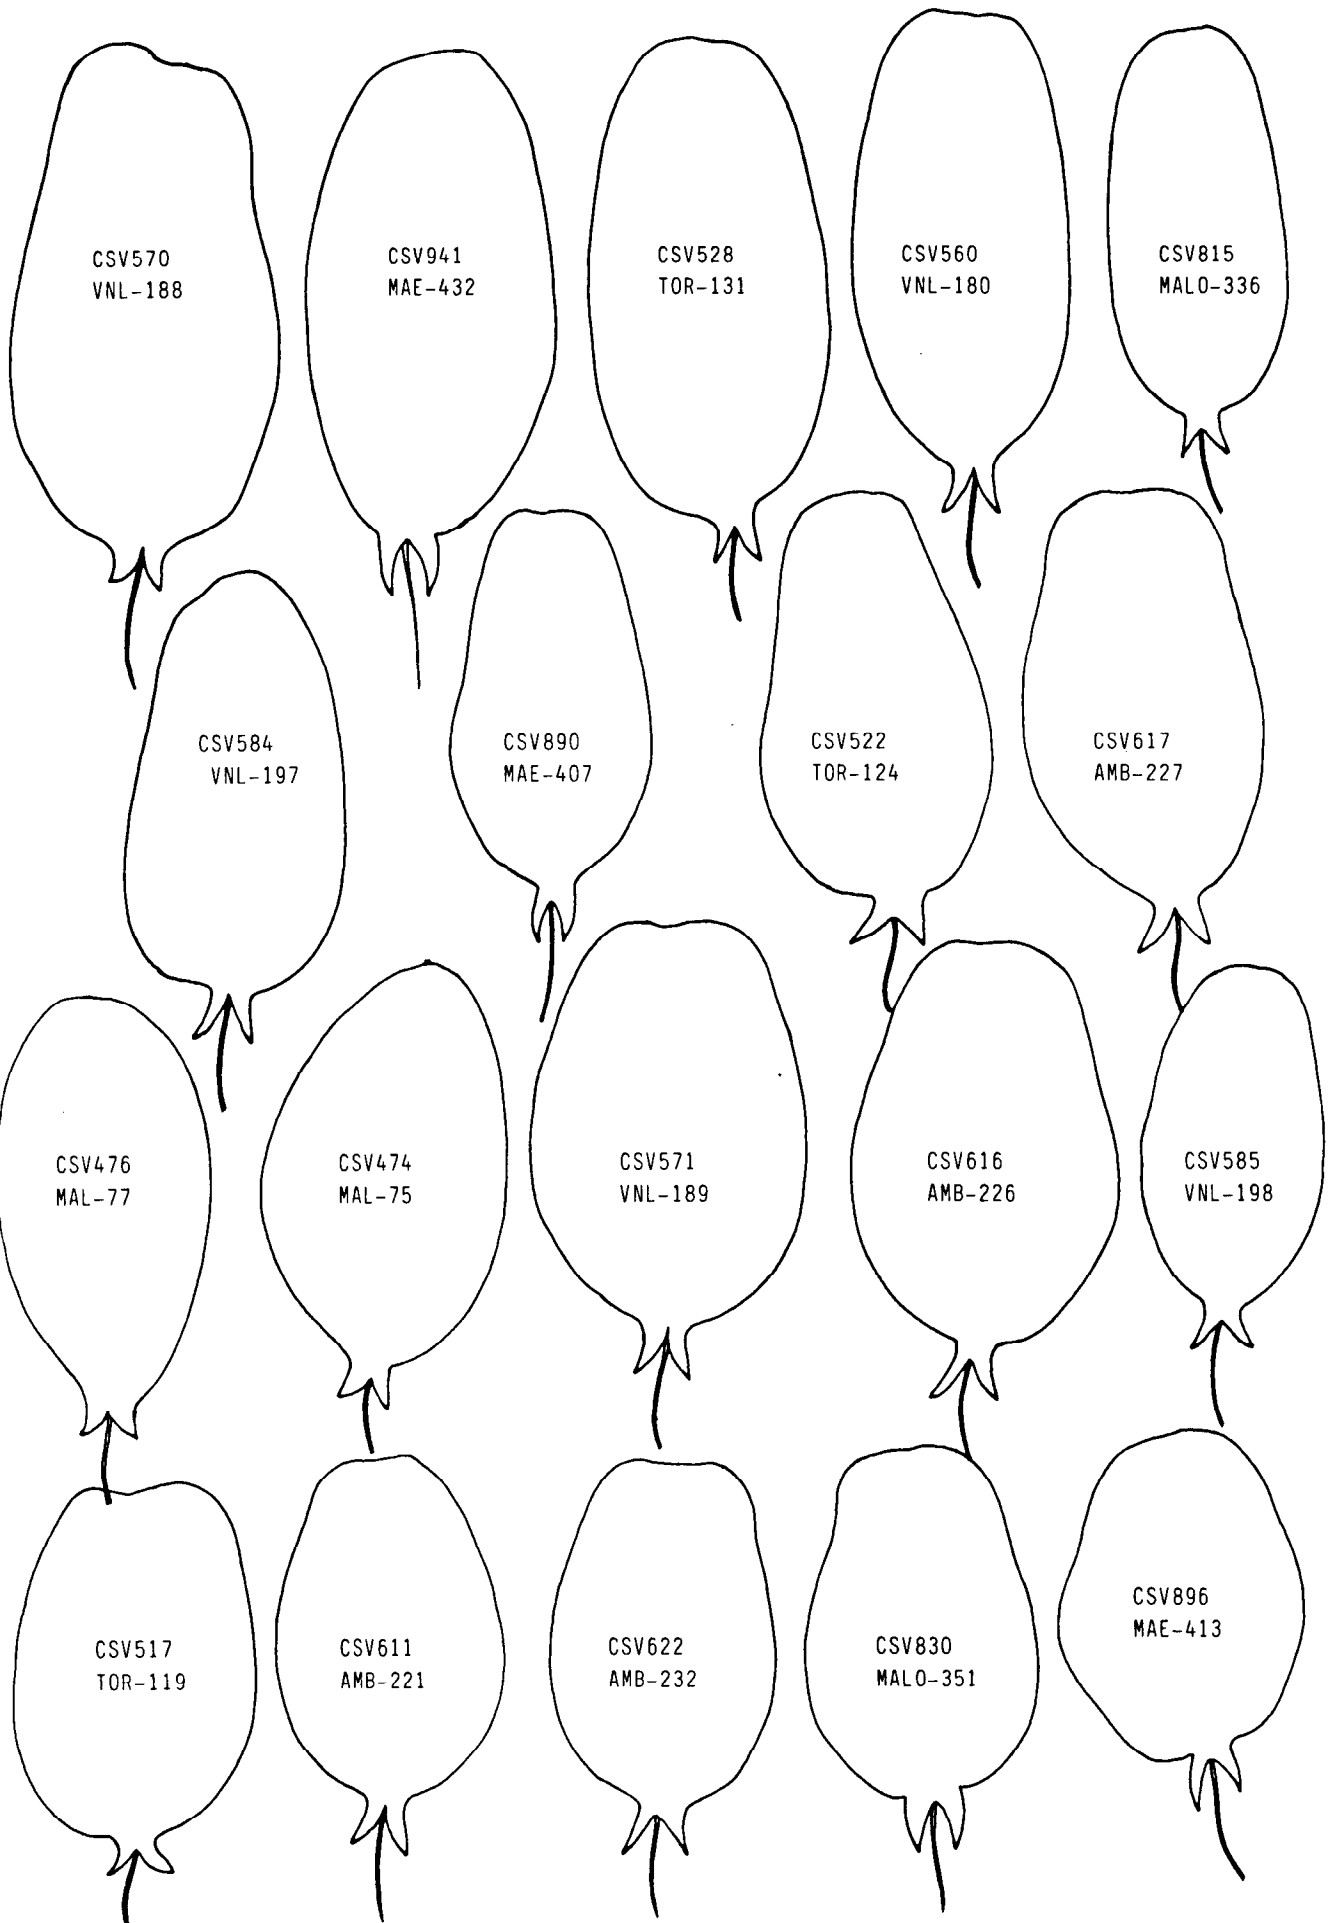 CSV570
VNL-188
CSV941
MAE-432
CSV528
TOR-131
CSV560
VNL-180
CSV815
MALO-336
CSV584
VNL-197
CSV890
MAE-407
CSV522
TOR-124
CSV617
AMB-227
CSV476
MAL-77
CSV474
MAL-75
CSV571
VNL-189
CSV616
AMB-226
CSV585
VNL-198
CSV517
TOR-119
CSV611
AMB-221
CSV622
AMB-232
CSV830
MALO-351
CSV896
MAE-413